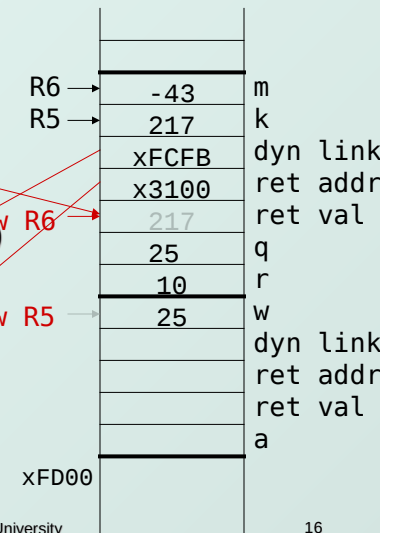 R6 -43 m
R5 217 k
xFCFB dyn link
x3100 ret addr
w R6 217 ret val
25 q
10 r
w R5 25 w
dyn link
ret addr
ret val
a
xFD00
University 16